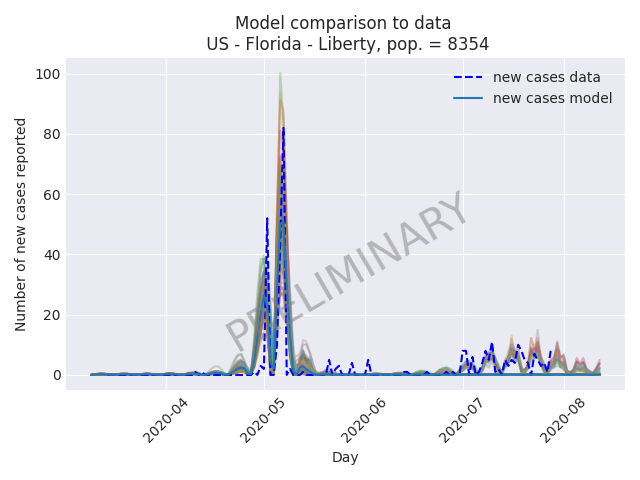 Model comparison to data
US - Florida - Liberty, pop. = 8354
new cases data
new cases model
Number of new cases reported
100
80
60
40
20
0
PRELIMINARY
2020-04
2020-05
2020-06
2020-07
2020-08
Day